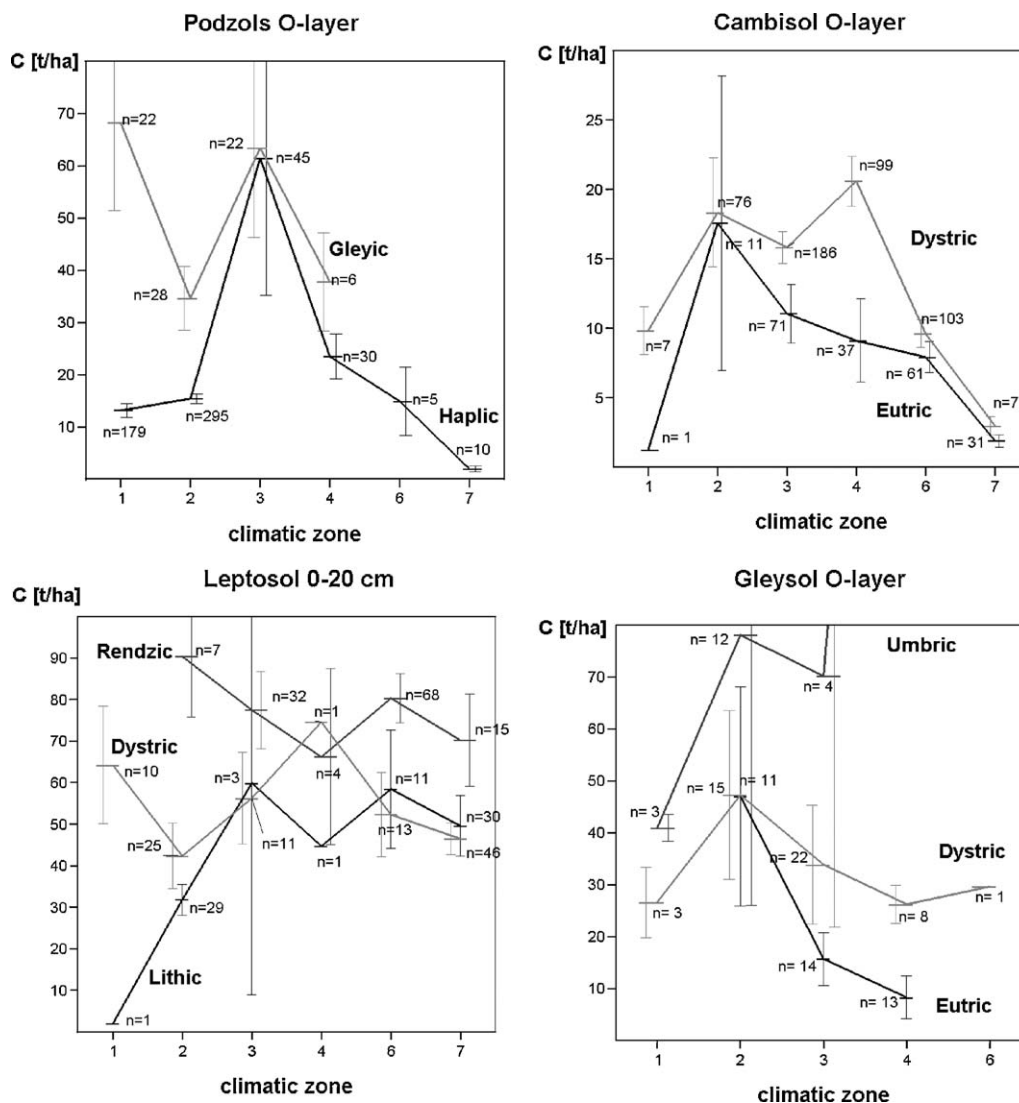 Podzols O-layer
C [t/ha]
70
60
50
40
30
20
10
n=22
n=28
n=22
n=45
Gleyic
n=6
n=30
n=5
Haplic
n=179
n=295
n=10
1 2 3 4 6 7
climatic zone
Cambisol O-layer
C [t/ha]
25
20
15
10
5
n=99
n=76
n= 11
n=186
Dystric
n=103
n=7
n= 71
n= 37
n= 61
Eutric
n=7
n= 1
n= 31
1 2 3 4 6 7
climatic zone
Leptosol 0-20 cm
C [t/ha]
90
80
70
60
50
40
30
20
10
Rendzic
n=7
n=32
n=1
n=68
n=15
Dystric
n=10
n=3
n=4
n=11
n=30
n=25
n=11
n=13
n=46
n=1
n=29
Lithic
n=1
1 2 3 4 6 7
climatic zone
Gleysol O-layer
C [t/ha]
70
60
50
40
30
20
10
n= 12
Umbric
n= 4
n= 3
n= 15
n= 11
Dystric
n= 22
n= 3
n= 8
n= 1
n= 14
n= 13
Eutric
1 2 3 4 6
climatic zone